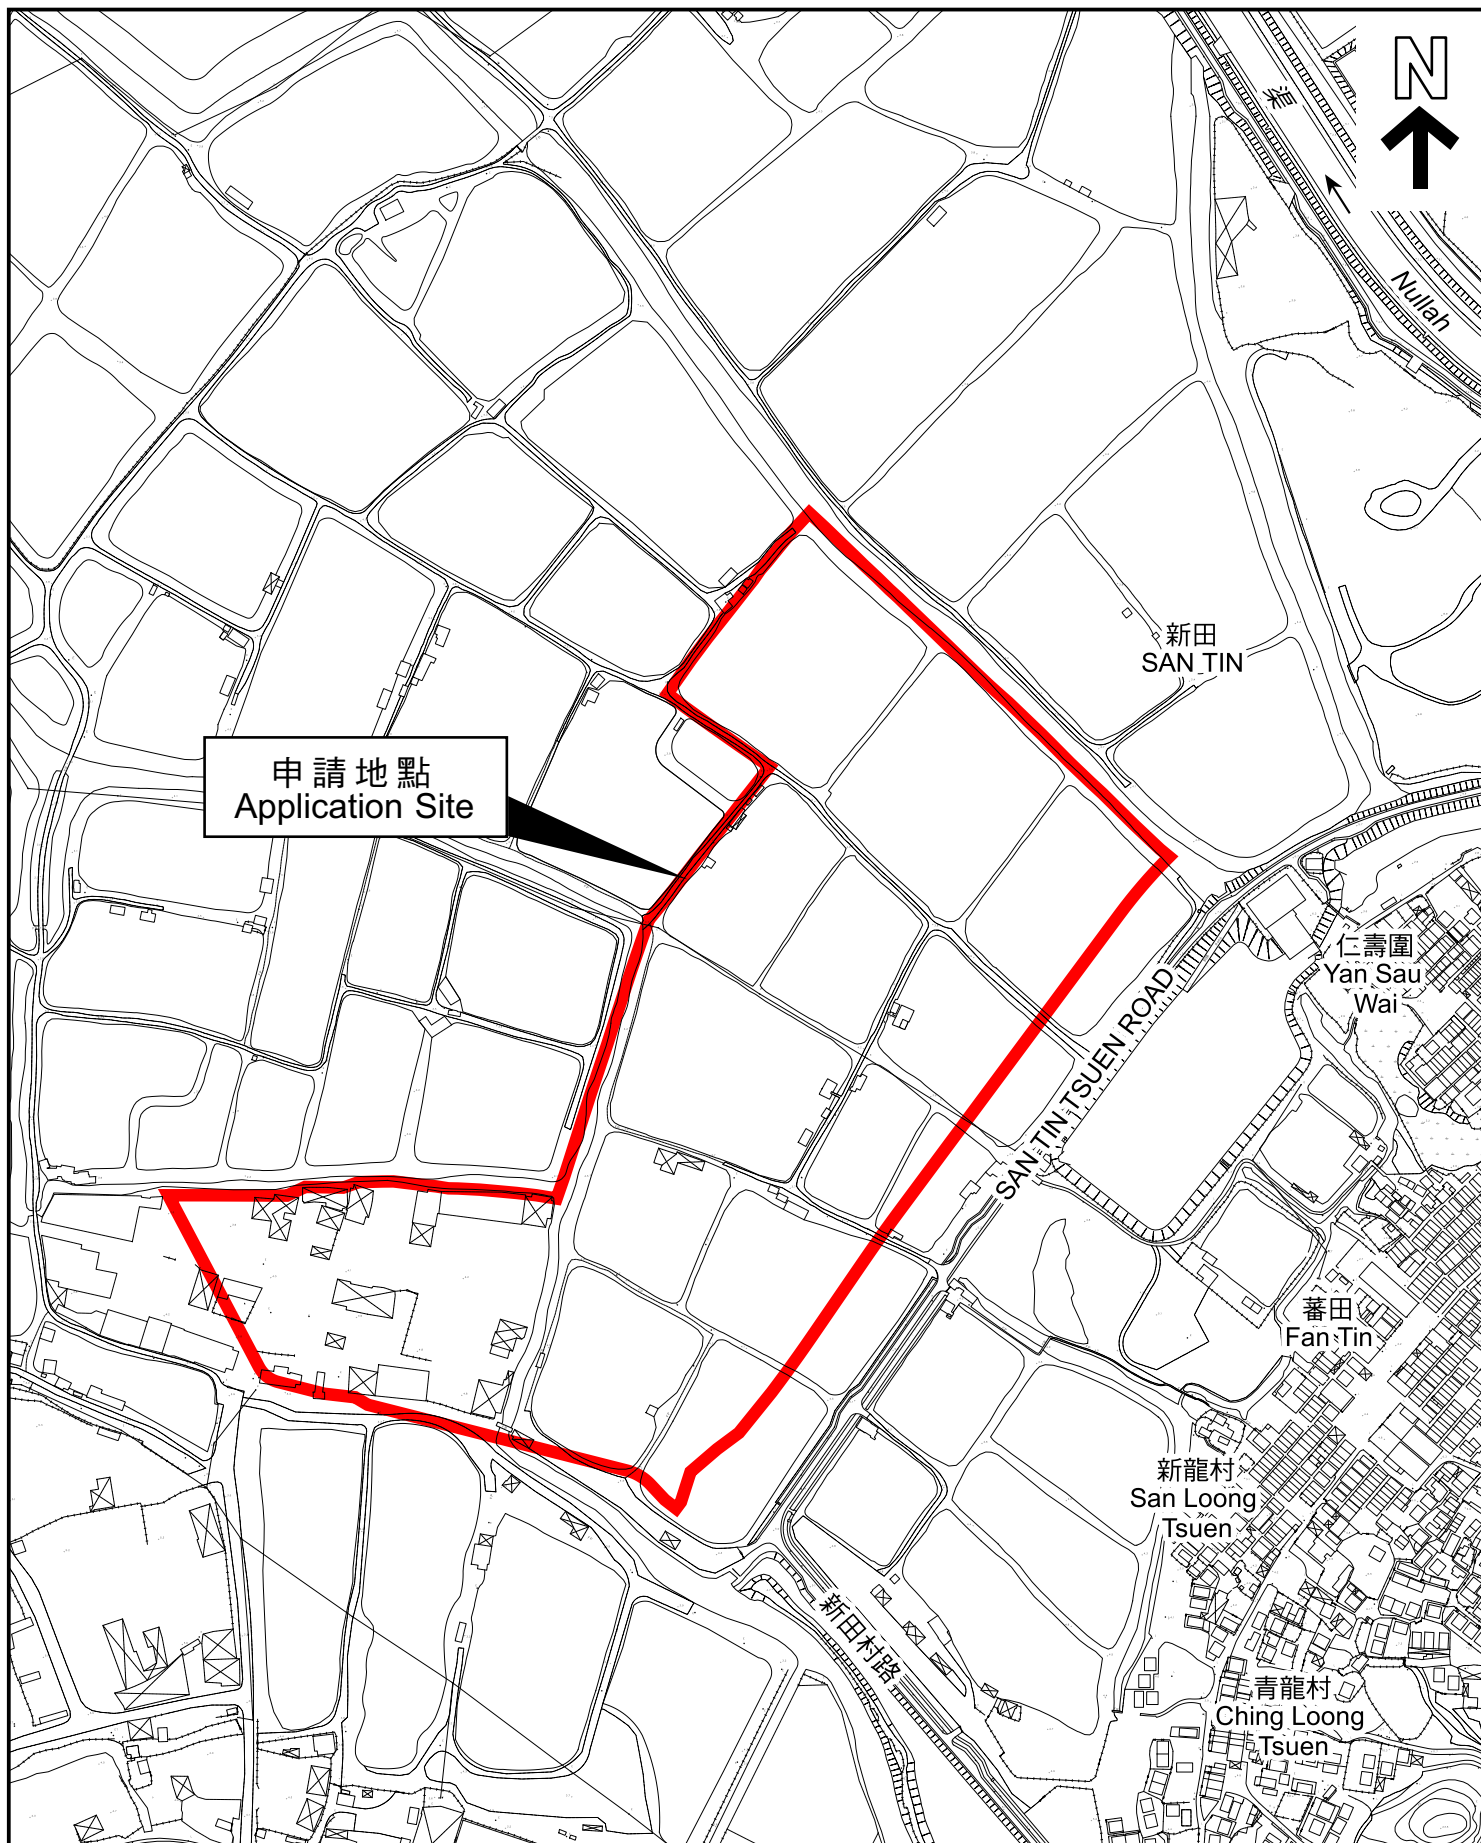 N
渠
Nullah
新田
SAN TIN
申請地點
Application Site
仁壽圍
Yan Sau
Wai
SAN TIN TSUEN ROAD
蕃田
Fan Tin
新龍村
San Loong
Tsuen
新田村路
青龍村
Ching Loong
Tsuen